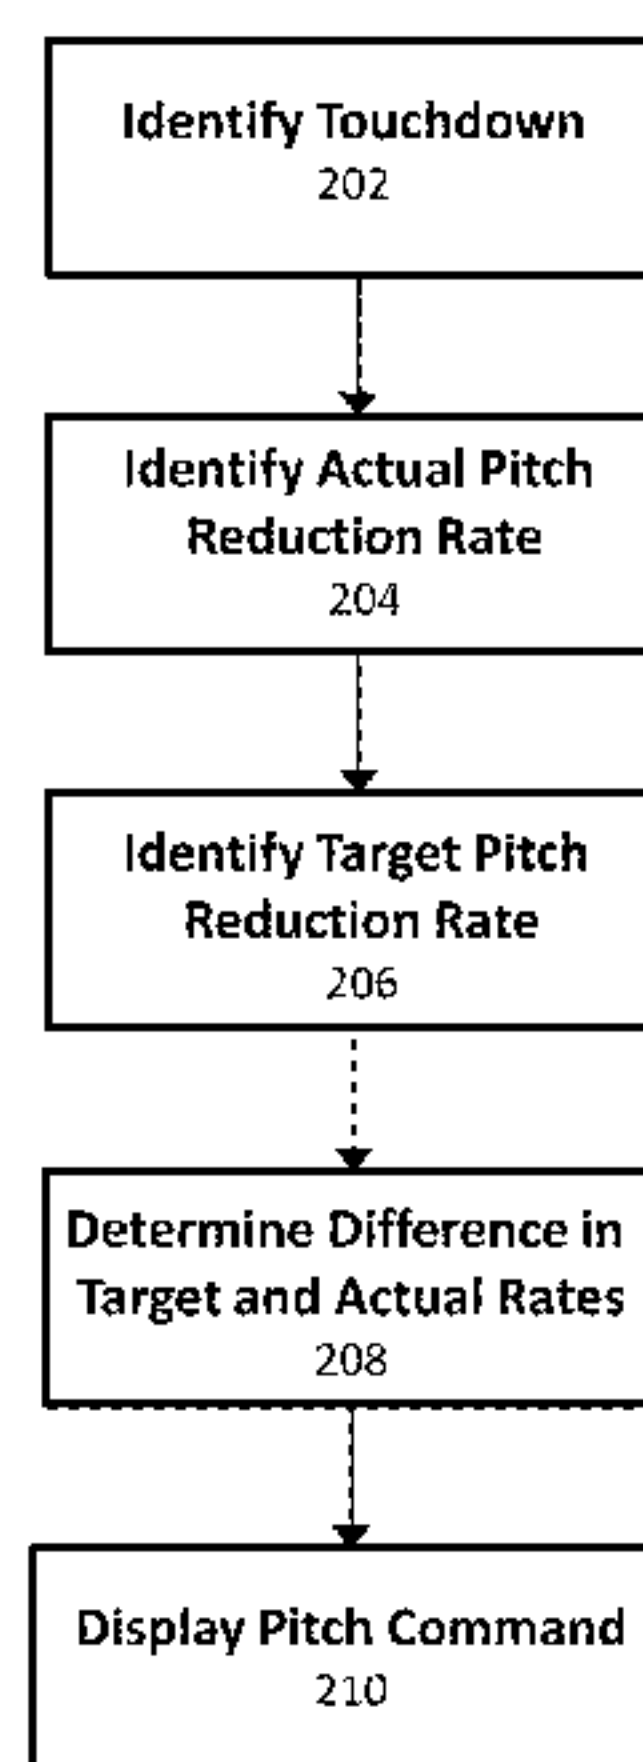 Identify Touchdown
202
Identify Actual Pitch
Reduction Rate
204
Identify Target Pitch
Reduction Rate
206
Determine Difference in
Target and Actual Rates
208
Display Pitch Command
210